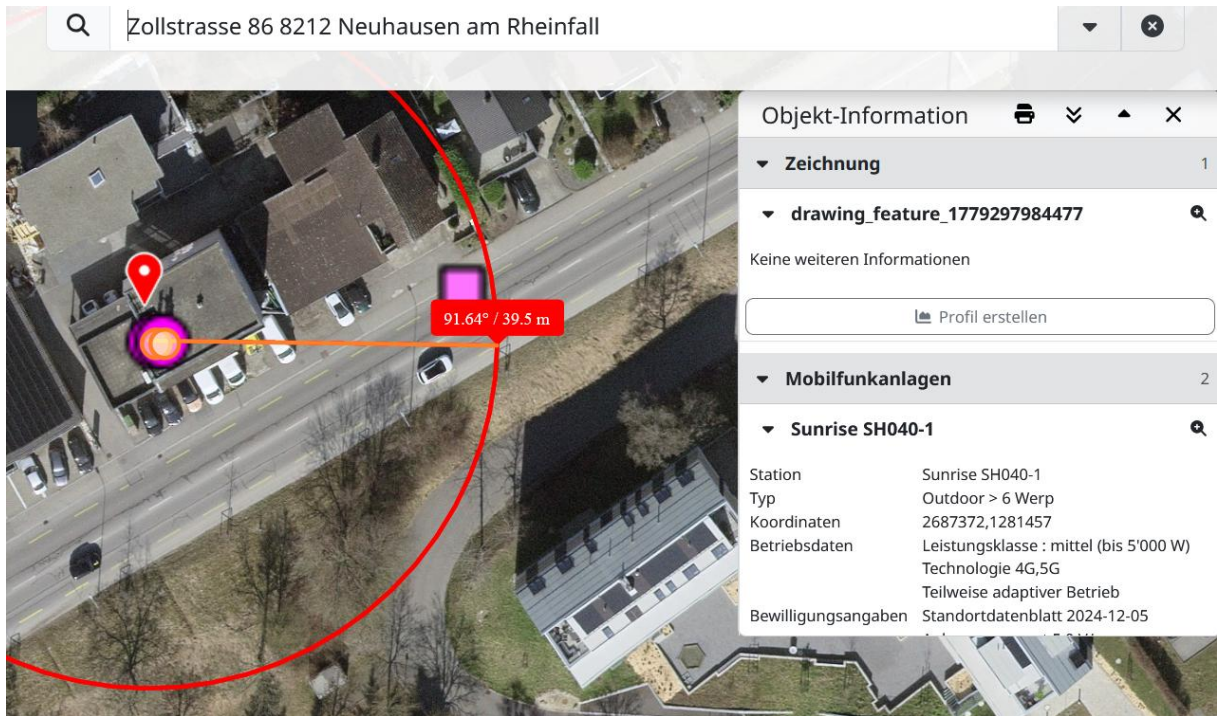 Zollstrasse 86 8212 Neuhausen am Rheinfall
Objekt-Information
Zeichnung 1
drawing_feature_1779297984477
Keine weiteren Informationen
Profil erstellen
Mobilfunkanlagen 2
Sunrise SH040-1
Station Sunrise SH040-1
Typ Outdoor > 6 Werp
Koordinaten 2687372,1281457
Betriebsdaten Leistungsklasse : mittel (bis 5'000 W)
Technologie 4G,5G
Teilweise adaptiver Betrieb
Bewilligungsangaben Standortdatenblatt 2024-12-05
91.64° / 39.5 m